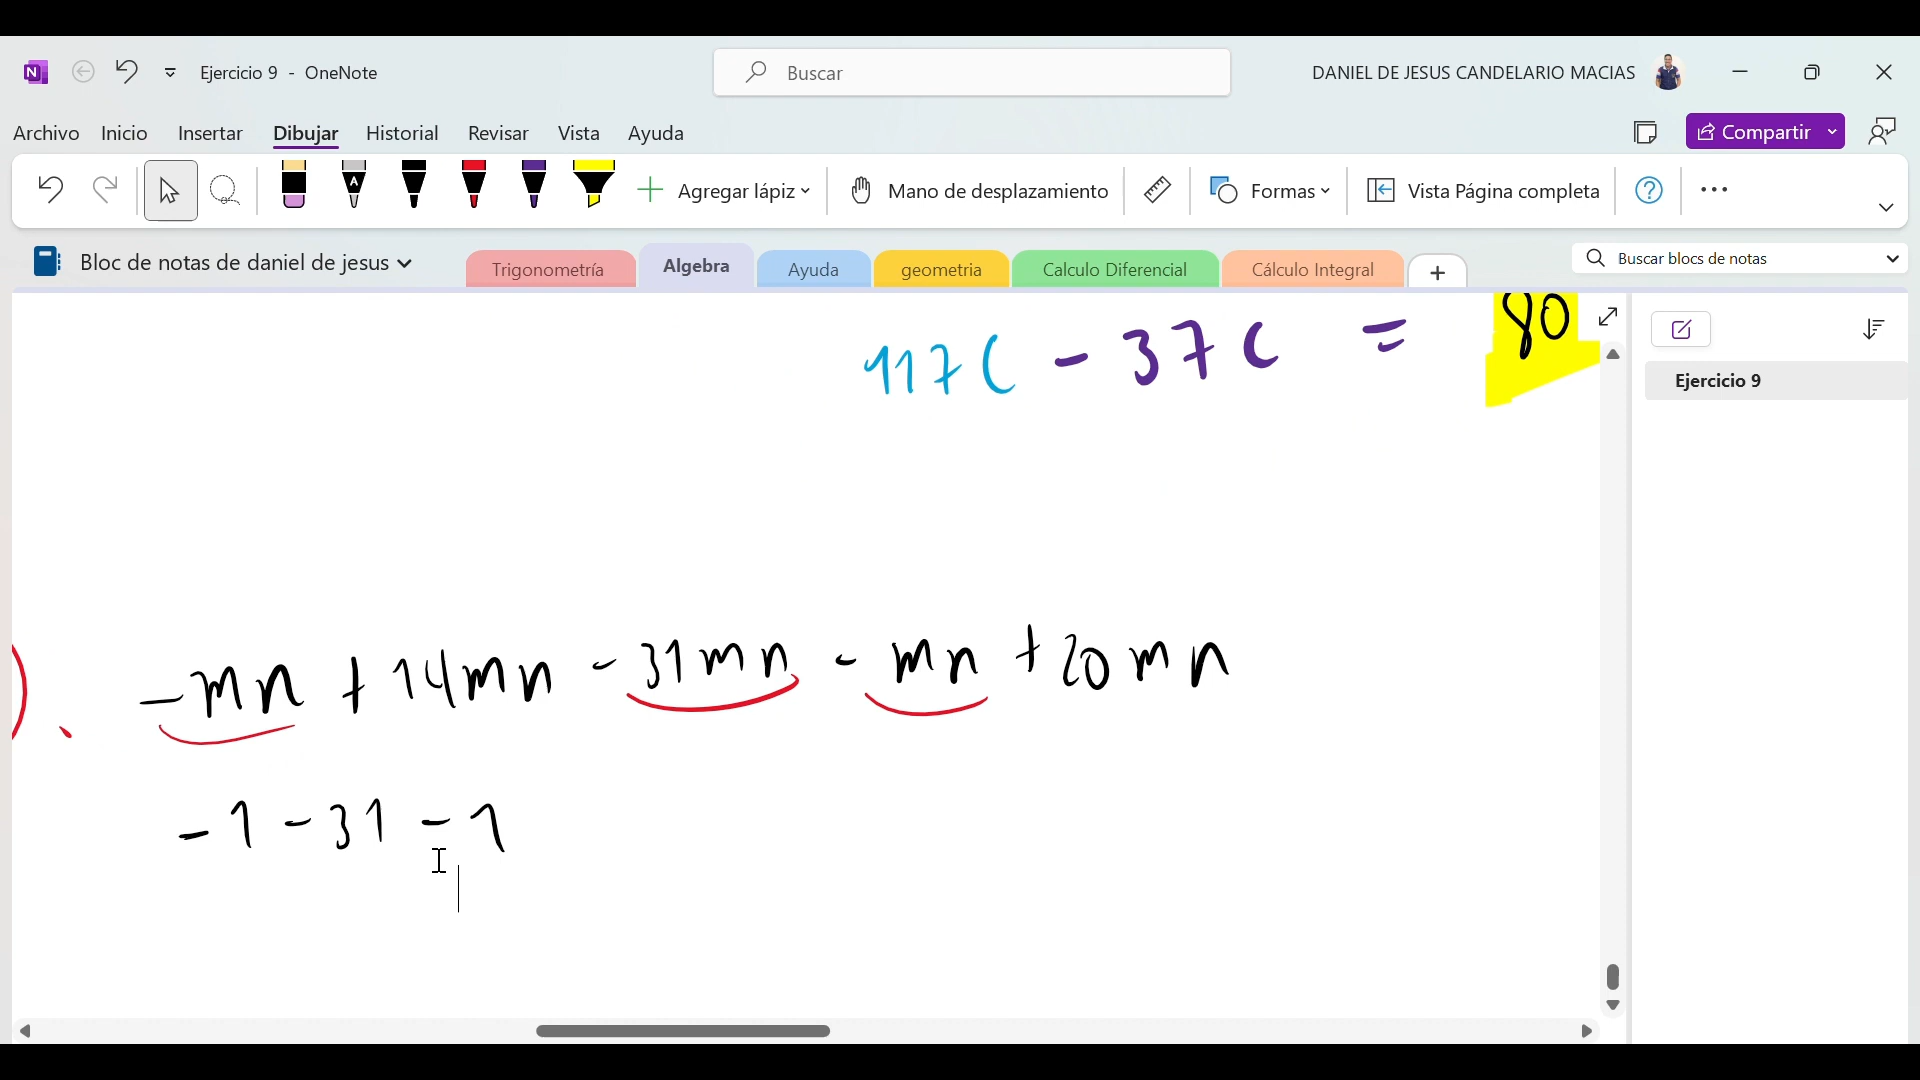 Ejercicio 9 - OneNote
Buscar
DANIEL DE JESUS CANDELARIO MACIAS
Archivo Inicio Insertar Dibujar Historial Revisar Vista Ayuda
Compartir
A
Agregar lápiz
Mano de desplazamiento
Formas
Vista Página completa
Bloc de notas de daniel de jesus
Trigonometría
Algebra
Ayuda
geometria
Calculo Diferencial
Cálculo Integral
+
Buscar blocs de notas
117C - 37C = 80
Ejercicio 9
). -mn + 14mn - 31mn - mn + 20mn
-1 - 31 - 1